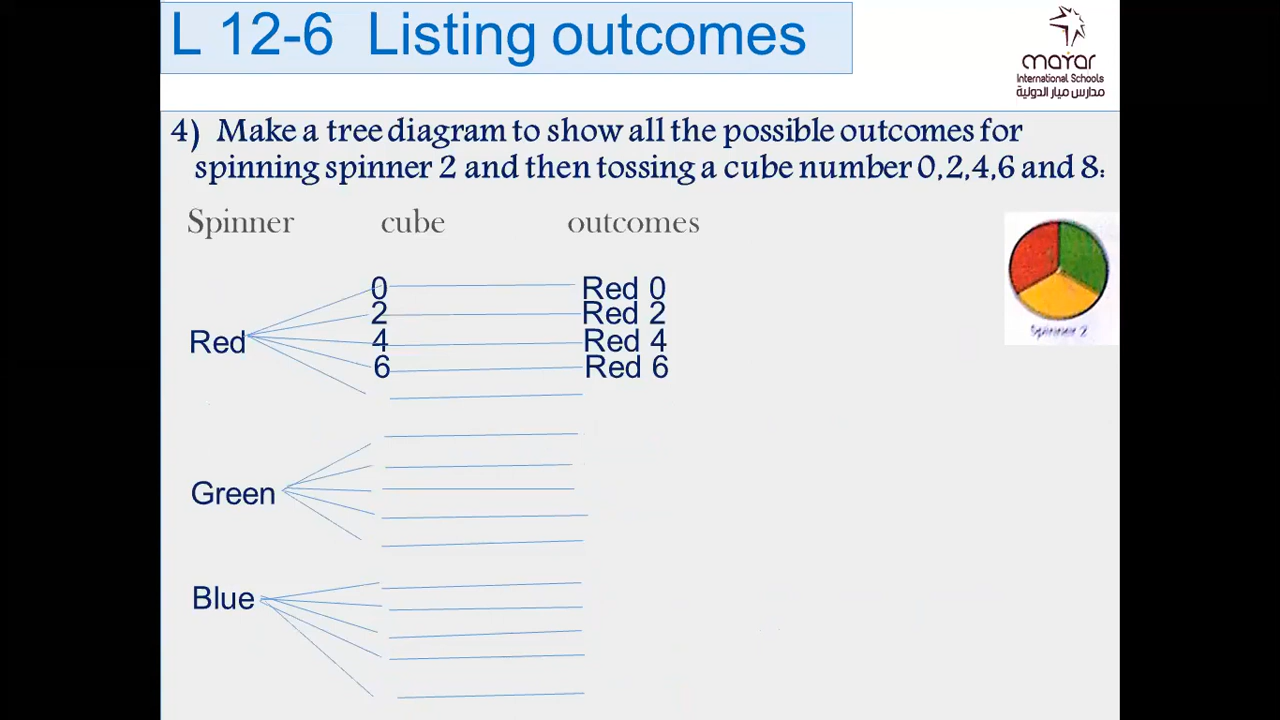 L 12-6 Listing outcomes
mayar
International Schools
مدارس ميار الدولية
4) Make a tree diagram to show all the possible outcomes for
spinning spinner 2 and then tossing a cube number 0,2,4,6 and 8:
Spinner cube outcomes
Spinner 2
0 Red 0
2 Red 2
Red 4 Red 4
6 Red 6
Green
Blue